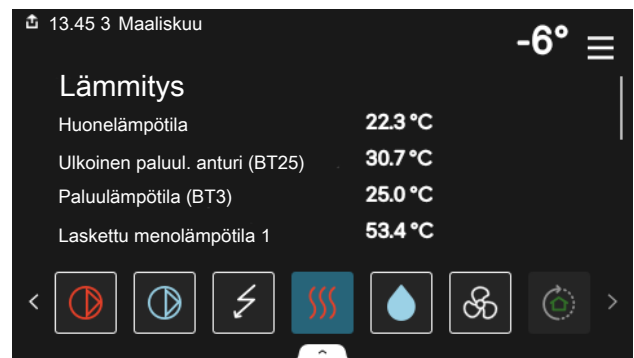 13.45 3 Maaliskuu
-6°
Lämmitys
Huonelämpötila 22.3 °C
Ulkoinen paluul. anturi (BT25) 30.7 °C
Paluulämpötila (BT3) 25.0 °C
Laskettu menolämpötila 1 53.4 °C